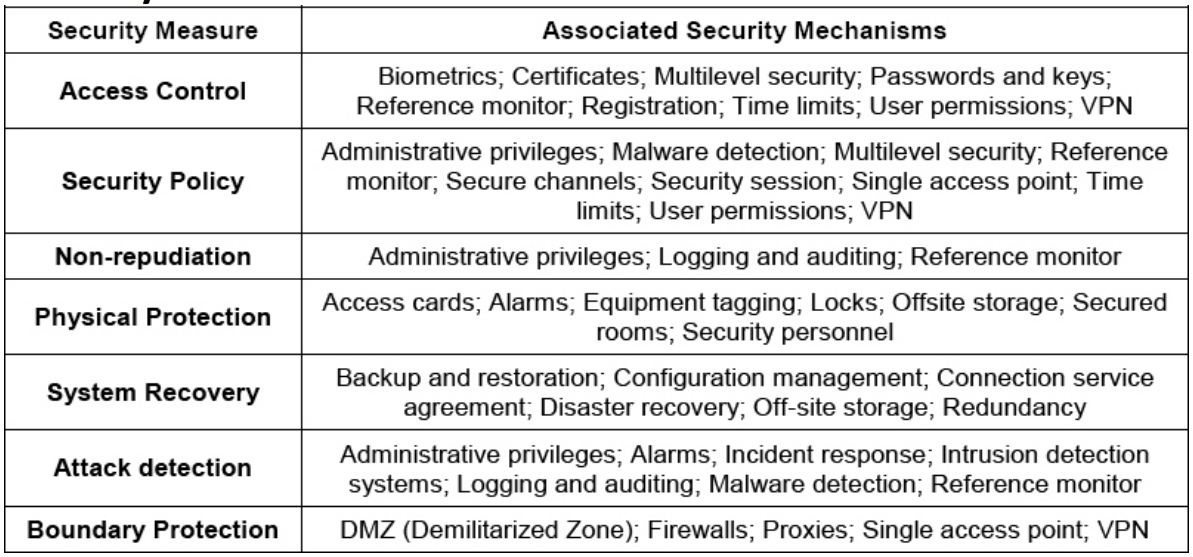 Security Measure
Associated Security Mechanisms
Access Control
Biometrics; Certificates; Multilevel security; Passwords and keys;
Reference monitor; Registration; Time limits; User permissions; VPN
Security Policy
Administrative privileges; Malware detection; Multilevel security; Reference
monitor; Secure channels; Security session; Single access point; Time
limits; User permissions; VPN
Non-repudiation
Administrative privileges; Logging and auditing; Reference monitor
Physical Protection
Access cards; Alarms; Equipment tagging; Locks; Offsite storage; Secured
rooms; Security personnel
System Recovery
Backup and restoration; Configuration management; Connection service
agreement; Disaster recovery; Off-site storage; Redundancy
Attack detection
Administrative privileges; Alarms; Incident response; Intrusion detection
systems; Logging and auditing; Malware detection; Reference monitor
Boundary Protection
DMZ (Demilitarized Zone); Firewalls; Proxies; Single access point; VPN